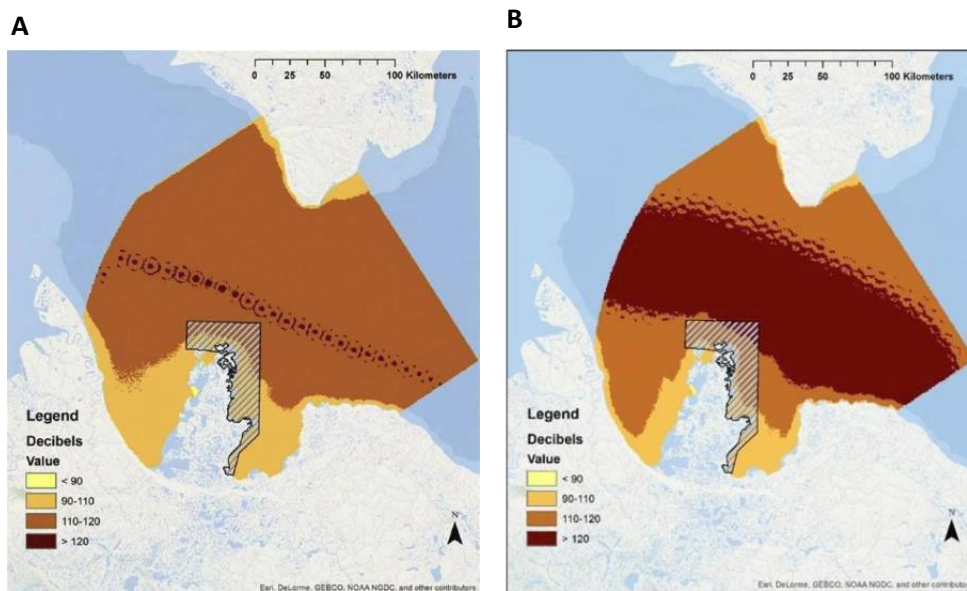 A
0 25 50 100 Kilometers
Legend
Decibels
Value
< 90
90-110
110-120
> 120
N
Esri, DeLorme, GEBCO, NOAA NGDC, and other contributors
B
0 25 50 100 Kilometers
Legend
Decibels
Value
< 90
90-110
110-120
> 120
N
Esri, DeLorme, GEBCO, NOAA NGDC, and other contributors